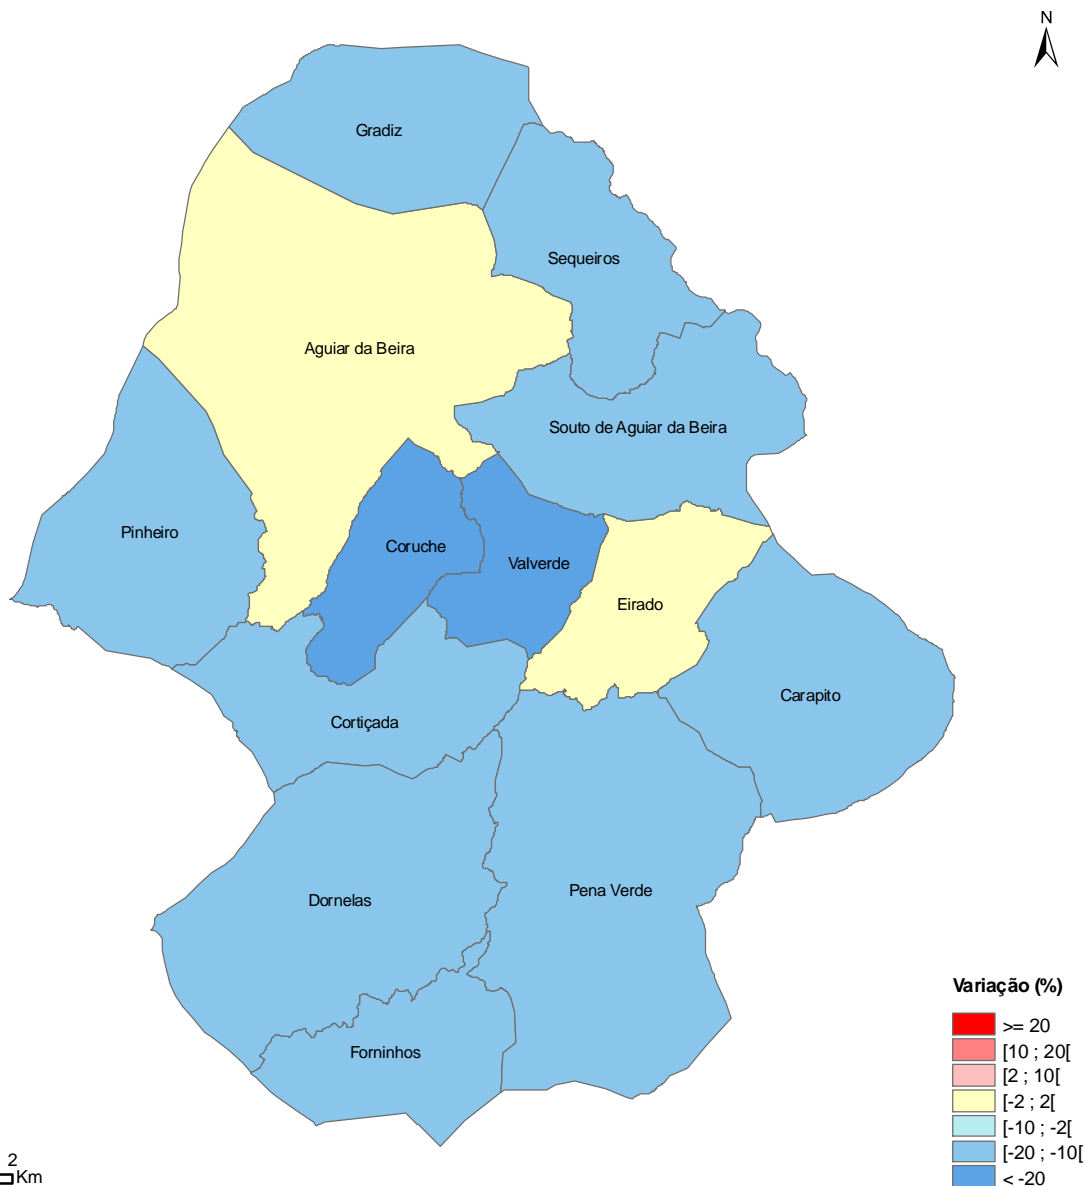 N
Gradiz
Sequeiros
Aguiar da Beira
Souto de Aguiar da Beira
Pinheiro
Coruche
Valverde
Eirado
Carapito
Cortiçada
Pena Verde
Dornelas
Forninhos
Variação (%)
>= 20
[10 ; 20[
[2 ; 10[
[-2 ; 2[
[-10 ; -2[
[-20 ; -10[
< -20
2
Km